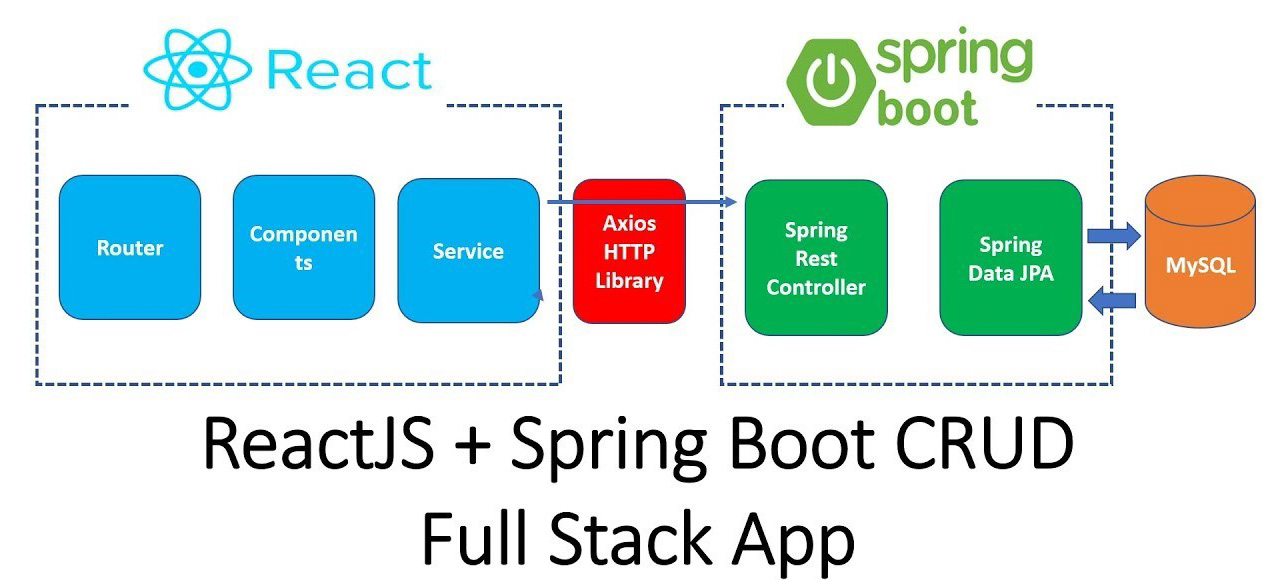 React
spring
boot
Router
Componen
ts
Service
Axios
HTTP
Library
Spring
Rest
Controller
Spring
Data JPA
MySQL
ReactJS + Spring Boot CRUD
Full Stack App